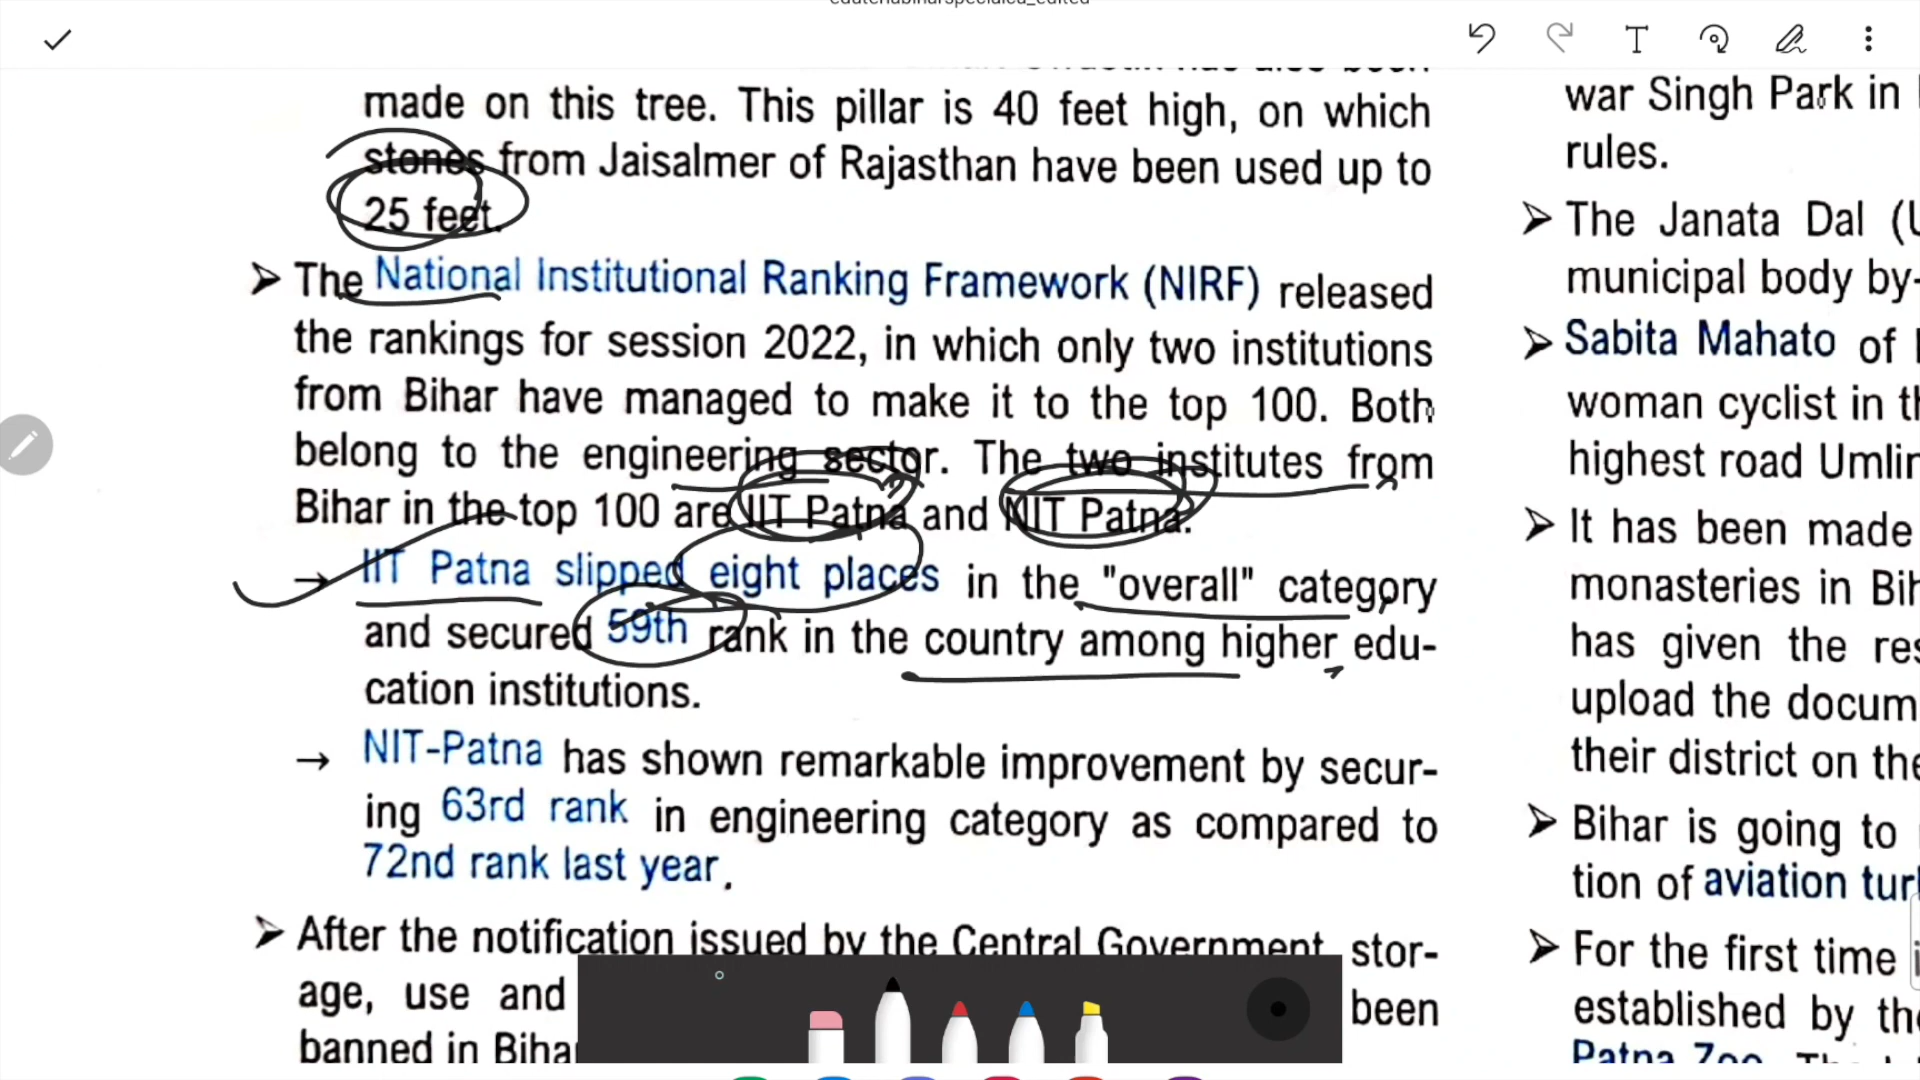 made on this tree. This pillar is 40 feet high, on which
stones from Jaisalmer of Rajasthan have been used up to
25 feet.
➢ The National Institutional Ranking Framework (NIRF) released
the rankings for session 2022, in which only two institutions
from Bihar have managed to make it to the top 100. Both
belong to the engineering sector. The two institutes from
Bihar in the top 100 are IIT Patna and NIT Patna.
→ IIT Patna slipped eight places in the "overall" category
and secured 59th rank in the country among higher edu-
cation institutions.
→ NIT-Patna has shown remarkable improvement by secur-
ing 63rd rank in engineering category as compared to
72nd rank last year.
➢ After the notification issued by the Central Government, stor-
age, use and
been
banned in
war Singh Park in
rules.
➢ The Janata Dal
municipal body by-
➢ Sabita Mahato of
woman cyclist in
highest road
➢ It has been made
monasteries in
has given the
upload the
their district on
➢ Bihar is going to
tion of aviation
➢ For the first time
established by
Patna Zoo.